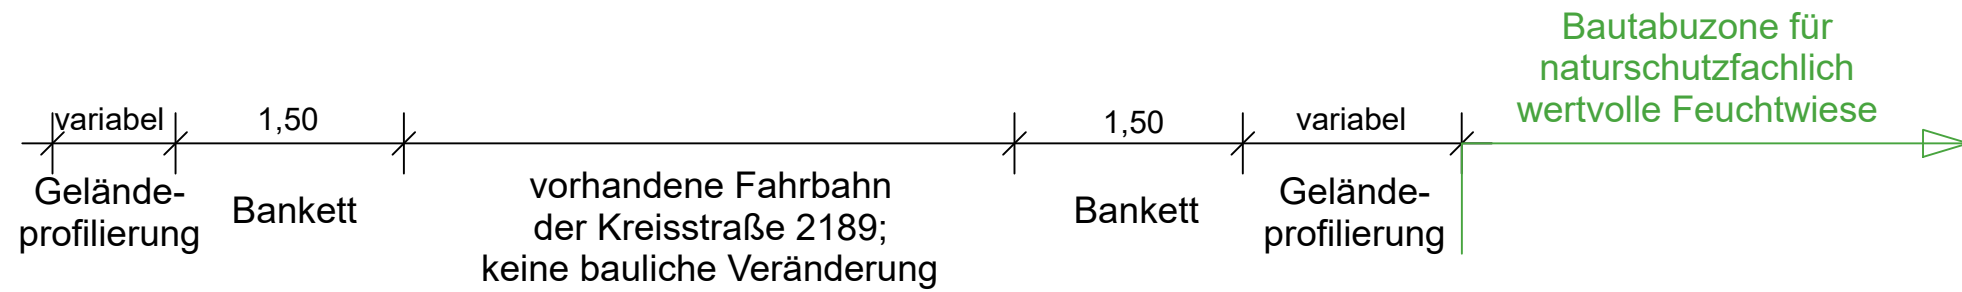 Bautabuzone für
naturschutzfachlich
wertvolle Feuchtwiese
variabel
1,50
1,50
variabel
Gelände-
profilierung
Bankett
vorhandene Fahrbahn
der Kreisstraße 2189;
keine bauliche Veränderung
Bankett
Gelände-
profilierung